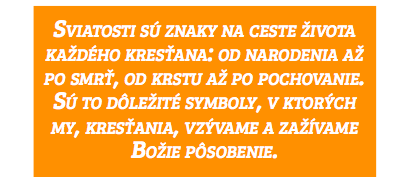 Sviatosti sú znaky na ceste života
každého kresťana: od narodenia až
po smrť, od krstu až po pochovanie.
Sú to dôležité symboly, v ktorých
my, kresťania, vzývame a zažívame
Božie pôsobenie.